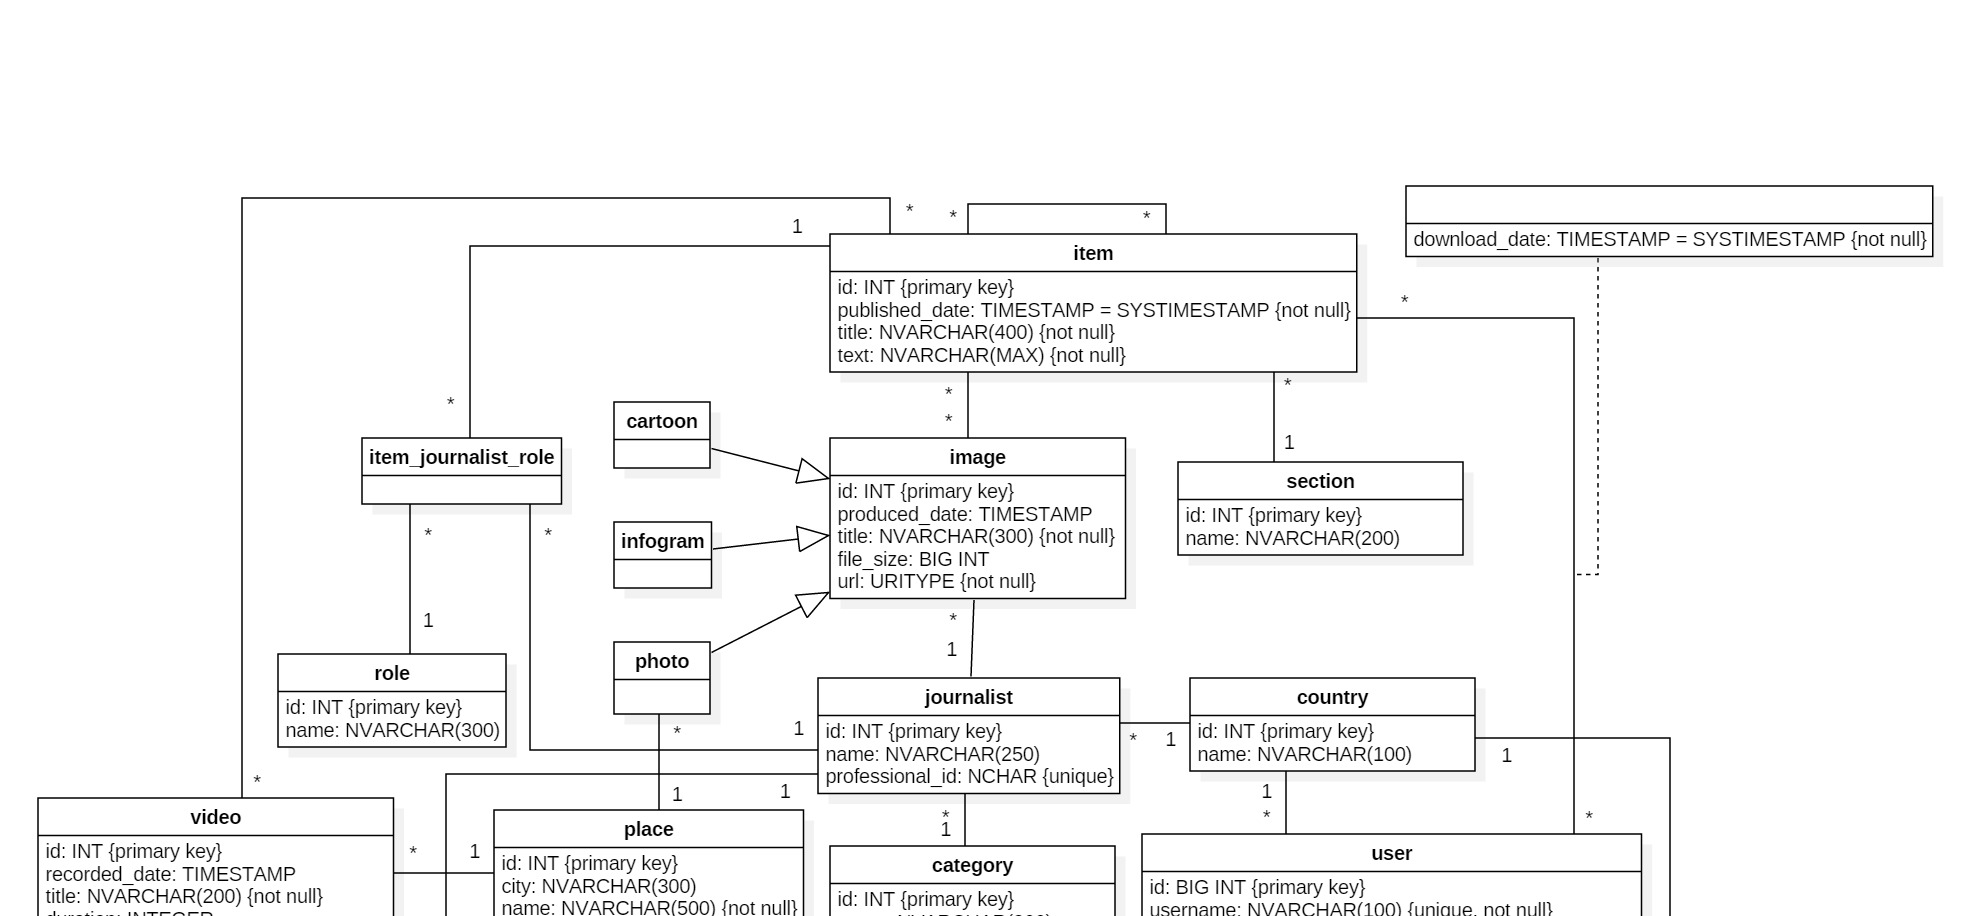 *
*
*
1
item
id: INT {primary key}
published_date: TIMESTAMP = SYSTIMESTAMP {not null}
title: NVARCHAR(400) {not null}
text: NVARCHAR(MAX) {not null}
download_date: TIMESTAMP = SYSTIMESTAMP {not null}
*
*
*
*
*
1
cartoon
item_journalist_role
image
id: INT {primary key}
produced_date: TIMESTAMP
title: NVARCHAR(300) {not null}
file_size: BIG INT
url: URITYPE {not null}
section
id: INT {primary key}
name: NVARCHAR(200)
infogram
*
*
1
*
1
photo
role
id: INT {primary key}
name: NVARCHAR(300)
journalist
id: INT {primary key}
name: NVARCHAR(250)
professional_id: NCHAR {unique}
country
id: INT {primary key}
name: NVARCHAR(100)
*
1
*
1
1
*
1
1
1
*
1
*
*
1
video
id: INT {primary key}
recorded_date: TIMESTAMP
title: NVARCHAR(200) {not null}
*
1
place
id: INT {primary key}
city: NVARCHAR(300)
name: NVARCHAR(500) {not null}
category
id: INT {primary key}
user
id: BIG INT {primary key}
username: NVARCHAR(100) {unique, not null}